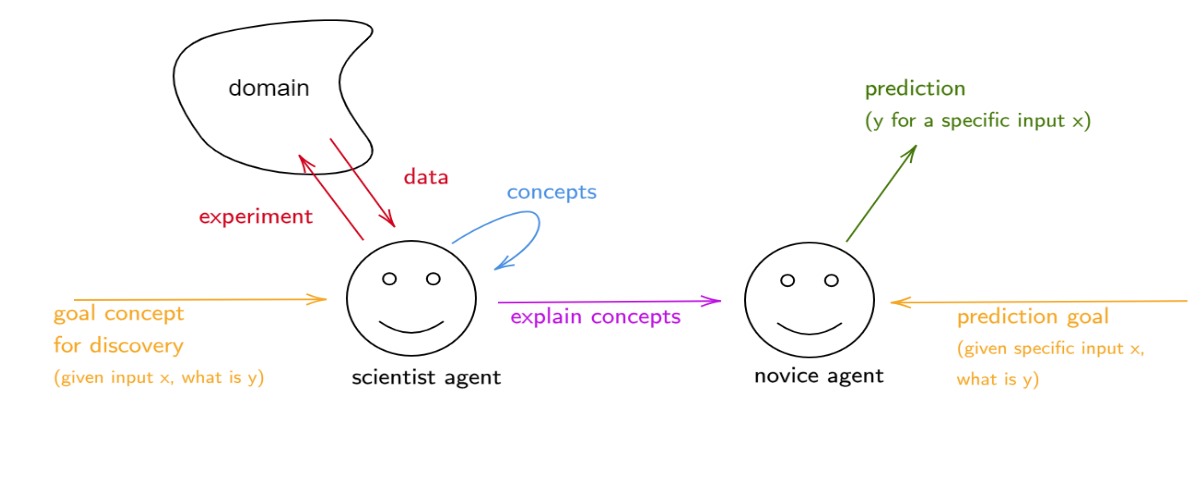 domain
prediction
(y for a specific input x)
data
concepts
experiment
goal concept
for discovery
(given input x, what is y)
explain concepts
prediction goal
(given specific input x,
what is y)
scientist agent
novice agent